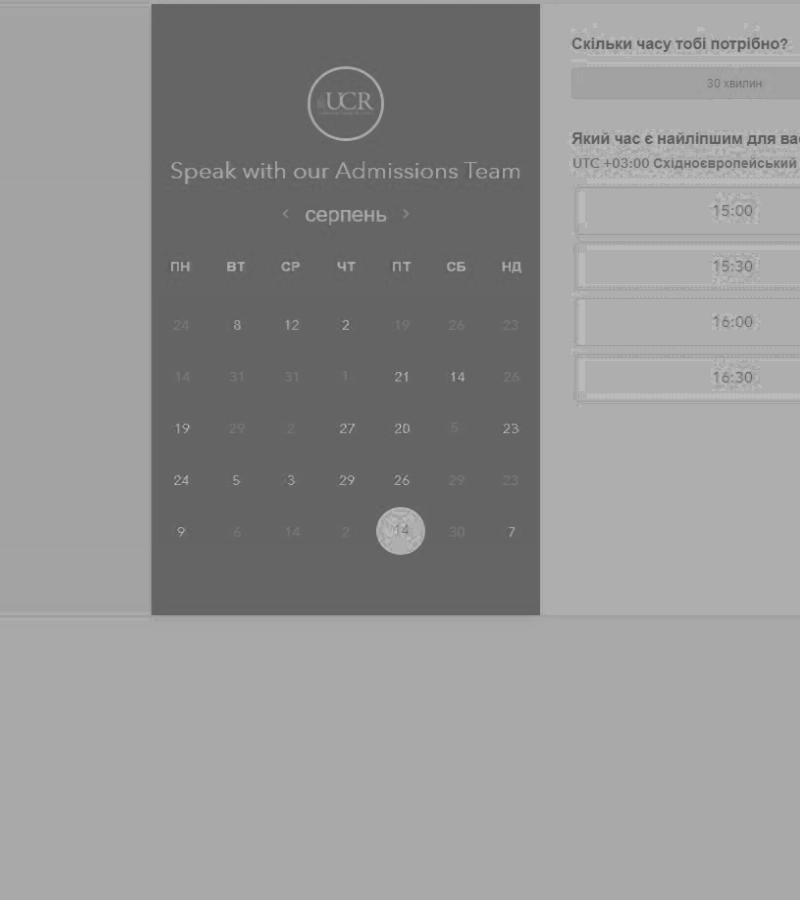 Скільки часу тобі потрібно?
30 хвилин
UCR
Speak with our Admissions Team
Який час є найліпшим для вас
UTC +03:00 Східноєвропейський
< серпень >
15:00
15:30
16:00
16:30
ПН ВТ СР ЧТ ПТ СБ НД
24 8 12 2 19 26 23
14 31 31 1 21 14 26
19 29 2 27 20 5 23
24 5 3 29 26 29 23
9 6 14 2 14 30 7